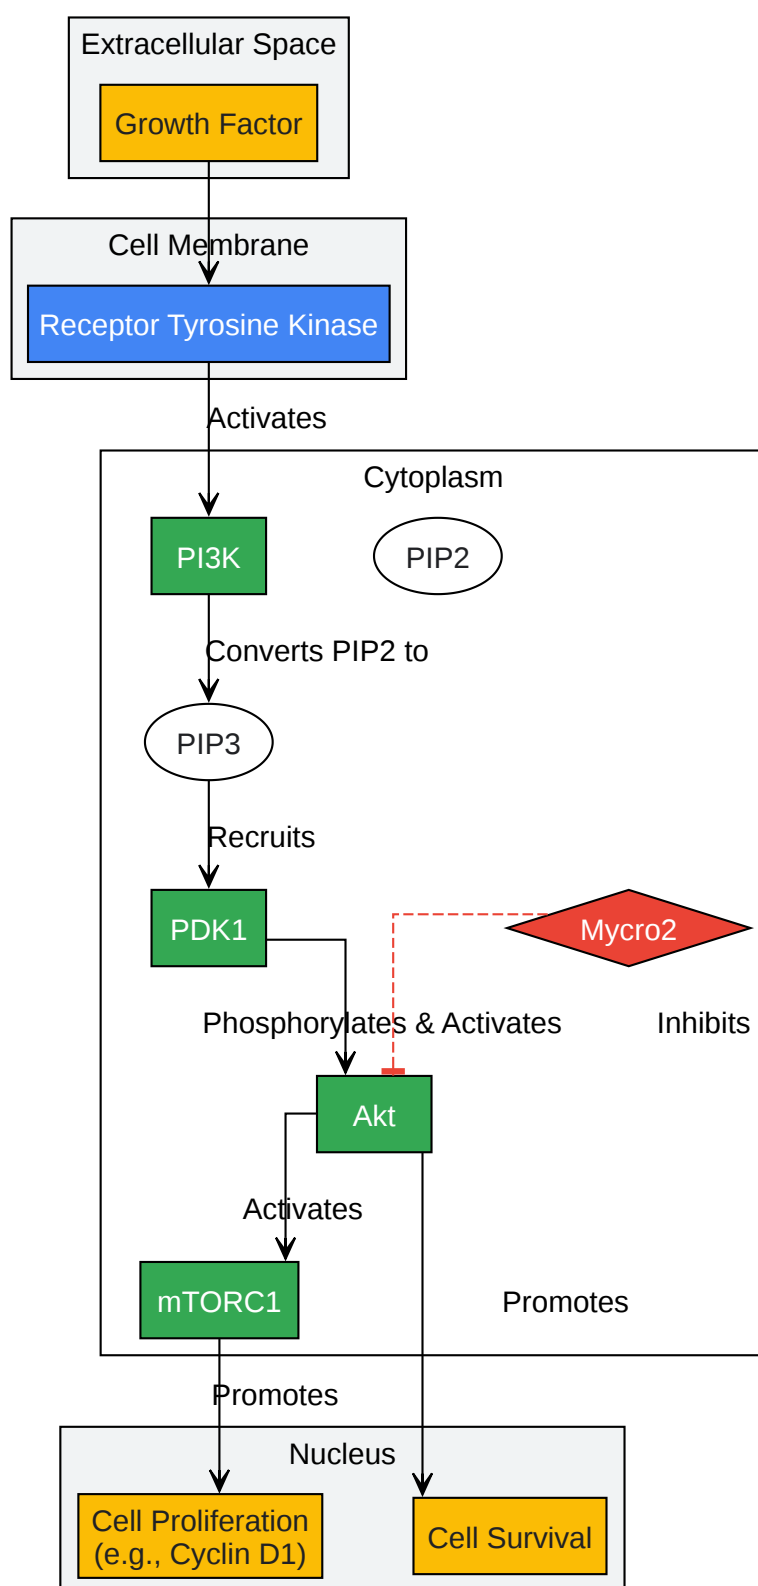 Extracellular Space
Growth Factor
Cell Membrane
Receptor Tyrosine Kinase
Activates
Cytoplasm
PI3K
PIP2
Converts PIP2 to
PIP3
Recruits
PDK1
Mycro2
Phosphorylates & Activates
Inhibits
Akt
Activates
mTORC1
Promotes
Promotes
Nucleus
Cell Proliferation
(e.g., Cyclin D1)
Cell Survival